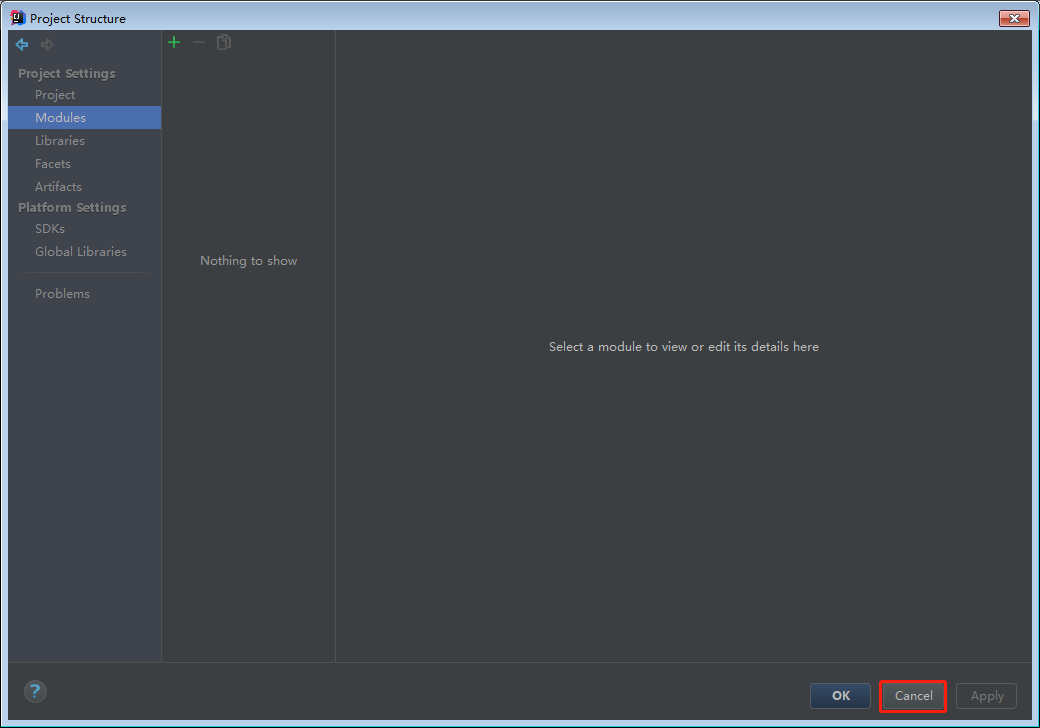 Project Structure
Project Settings
Project
Modules
Libraries
Facets
Artifacts
Platform Settings
SDKs
Global Libraries
Problems
Nothing to show
Select a module to view or edit its details here
?
OK
Cancel
Apply